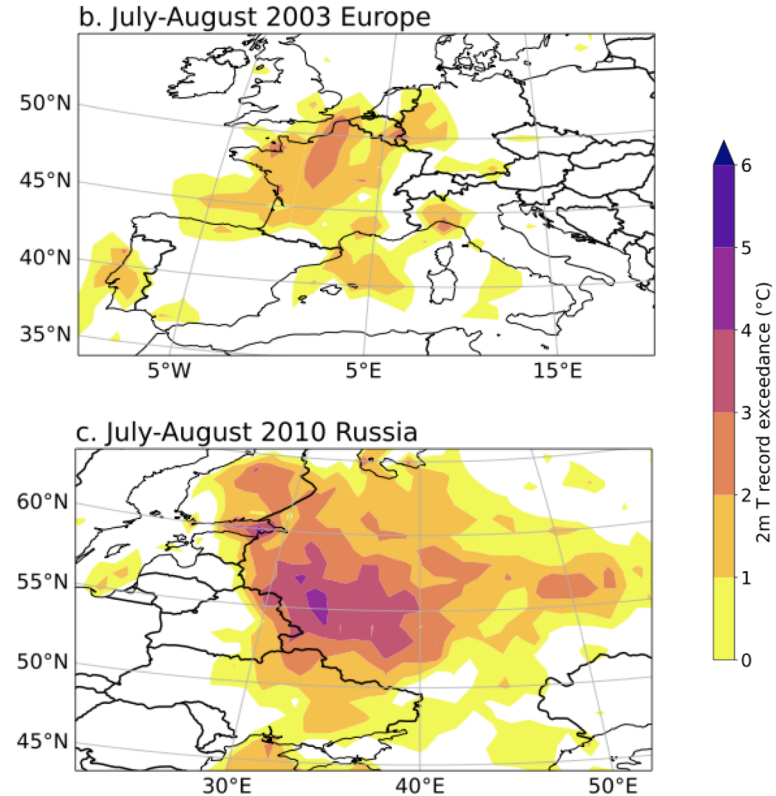 b. July-August 2003 Europe
50°N
45°N
40°N
35°N
5°W
5°E
15°E
c. July-August 2010 Russia
60°N
55°N
50°N
45°N
30°E
40°E
50°E
6
5
4
3
2
1
0
2m T record exceedance (°C)